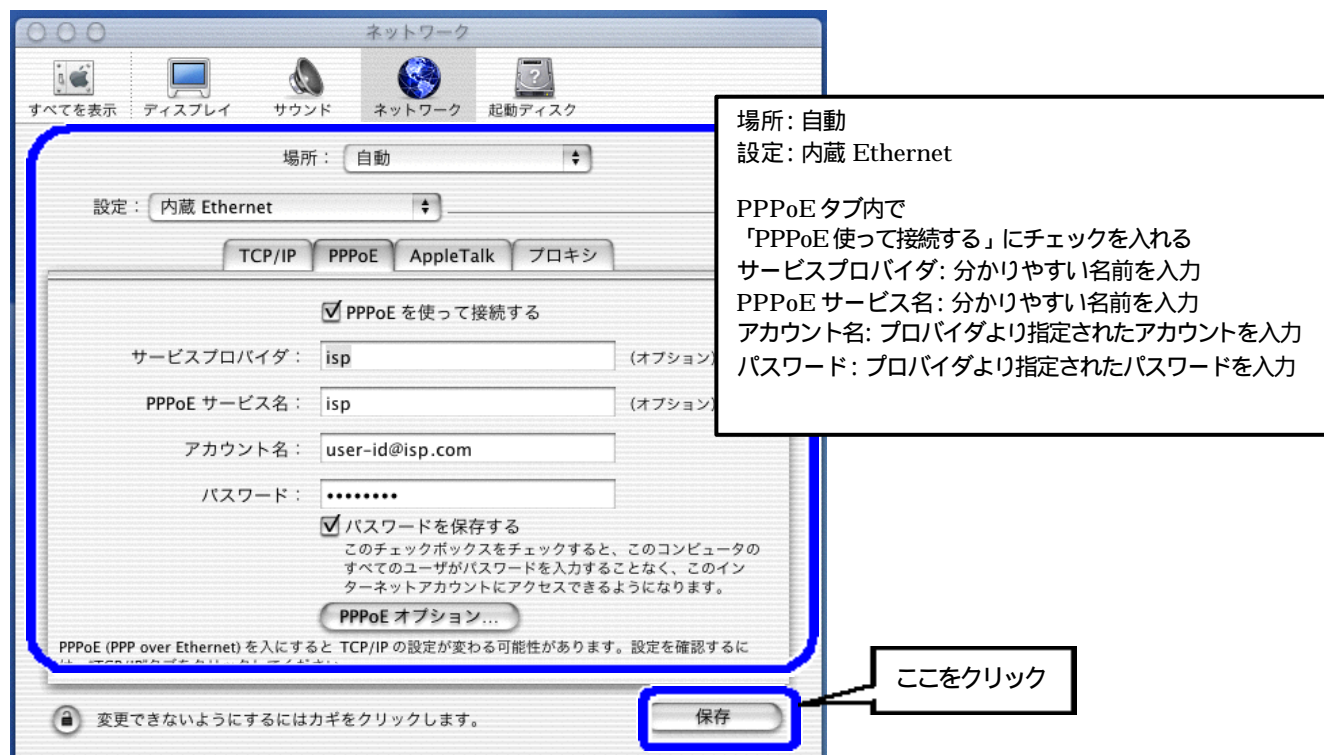 ネットワーク
すべてを表示 ディスプレイ サウンド ネットワーク 起動ディスク
場所： 自動
設定： 内蔵 Ethernet
TCP/IP PPPoE AppleTalk プロキシ
PPPoE を使って接続する
サービスプロバイダ： isp (オプション)
PPPoE サービス名： isp (オプション)
アカウント名： user-id@isp.com
パスワード： ••••••••
パスワードを保存する
このチェックボックスをチェックすると、このコンピュータの
すべてのユーザがパスワードを入力することなく、このイン
ターネットアカウントにアクセスできるようになります。
PPPoE オプション...
PPPoE (PPP over Ethernet) を入にすると TCP/IP の設定が変わる可能性があります。設定を確認するに
変更できないようにするにはカギをクリックします。
保存
場所: 自動
設定: 内蔵 Ethernet
PPPoE タブ内で
「PPPoE 使って接続する」にチェックを入れる
サービスプロバイダ: 分かりやすい名前を入力
PPPoE サービス名: 分かりやすい名前を入力
アカウント名: プロバイダより指定されたアカウントを入力
パスワード: プロバイダより指定されたパスワードを入力
ここをクリック